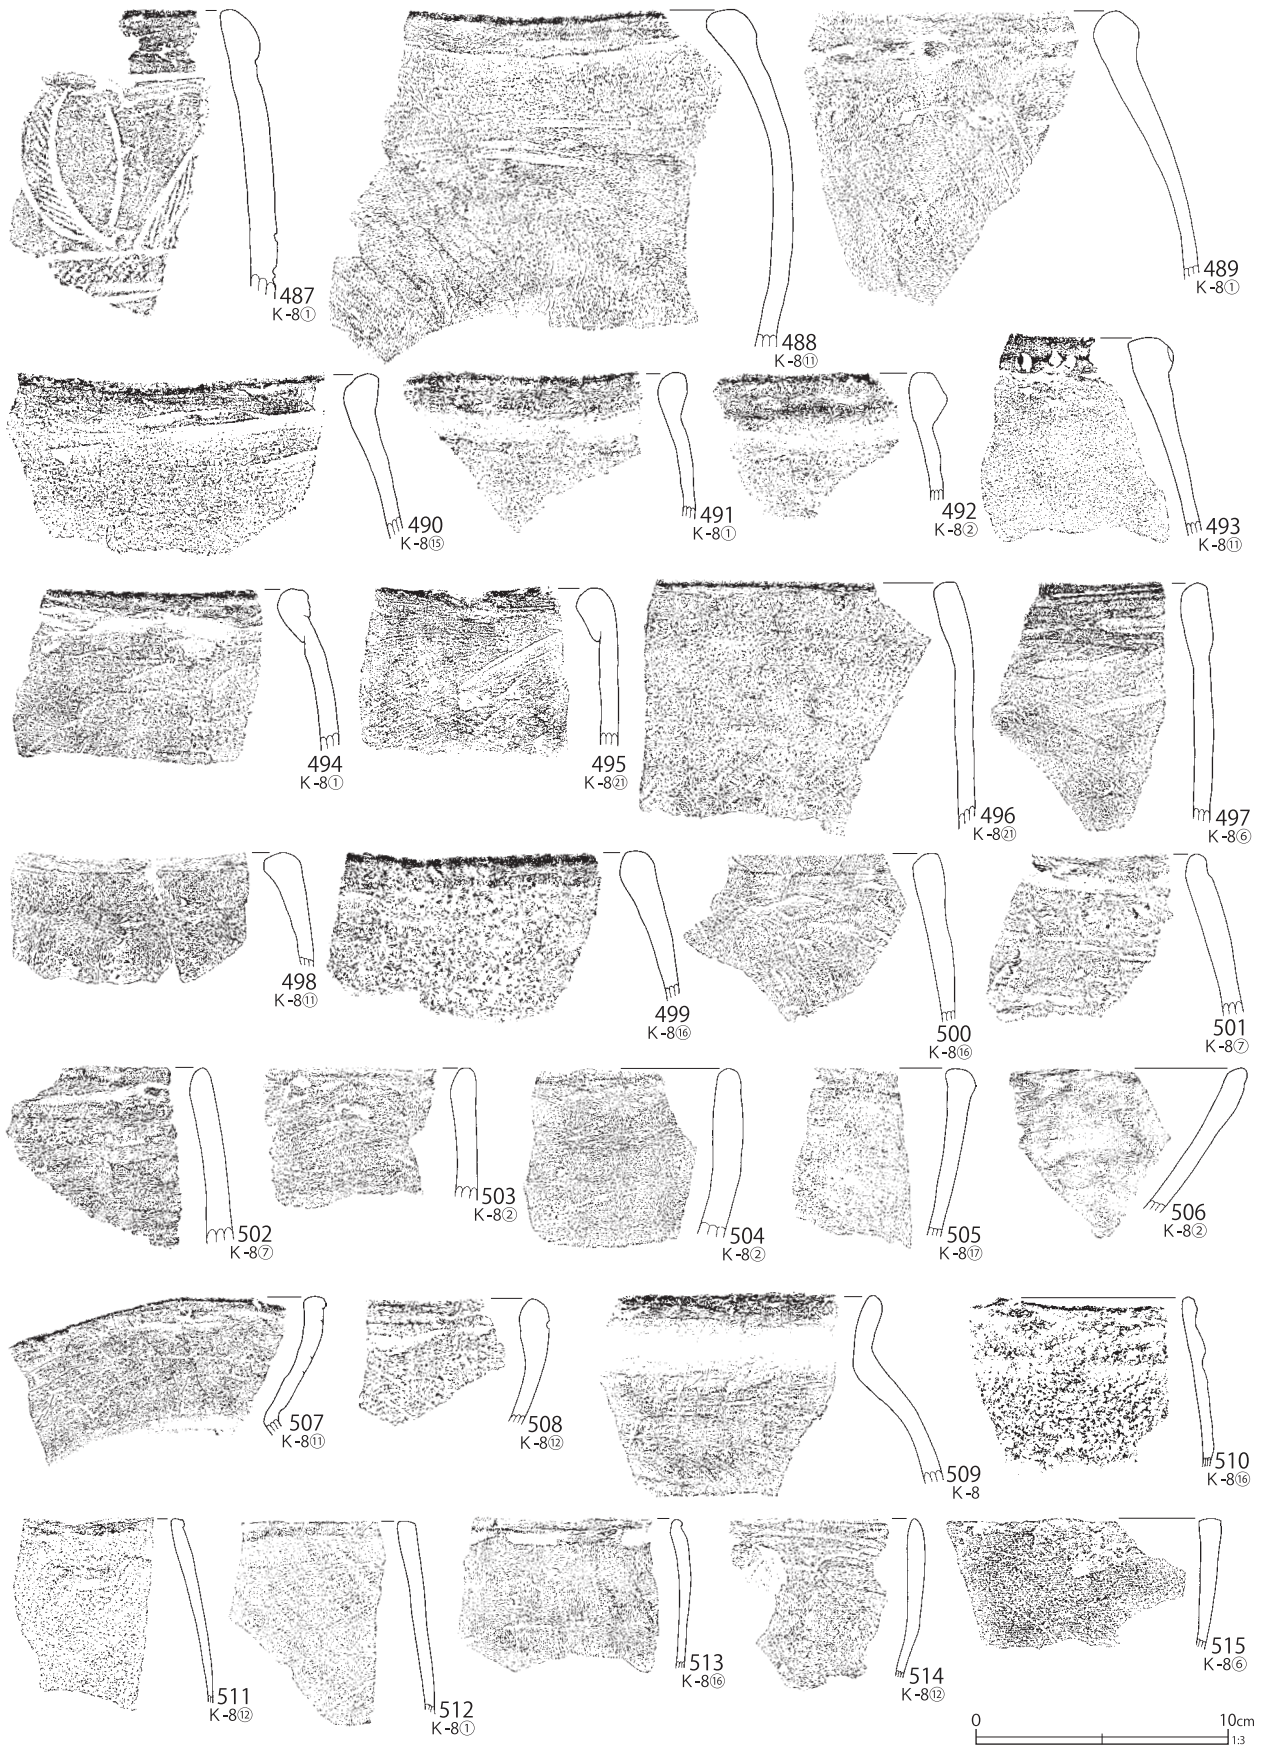 487
K-8①
488
K-8⑪
489
K-8①
490
K-8⑮
491
K-8①
492
K-8②
493
K-8⑪
494
K-8①
495
K-8㉑
496
K-8㉑
497
K-8⑥
498
K-8⑪
499
K-8⑯
500
K-8⑯
501
K-8⑦
502
K-8⑦
503
K-8②
504
K-8②
505
K-8⑰
506
K-8②
507
K-8⑪
508
K-8⑫
509
K-8
510
K-8⑯
511
K-8⑫
512
K-8①
513
K-8⑯
514
K-8⑫
515
K-8⑥
0 10cm
1:3